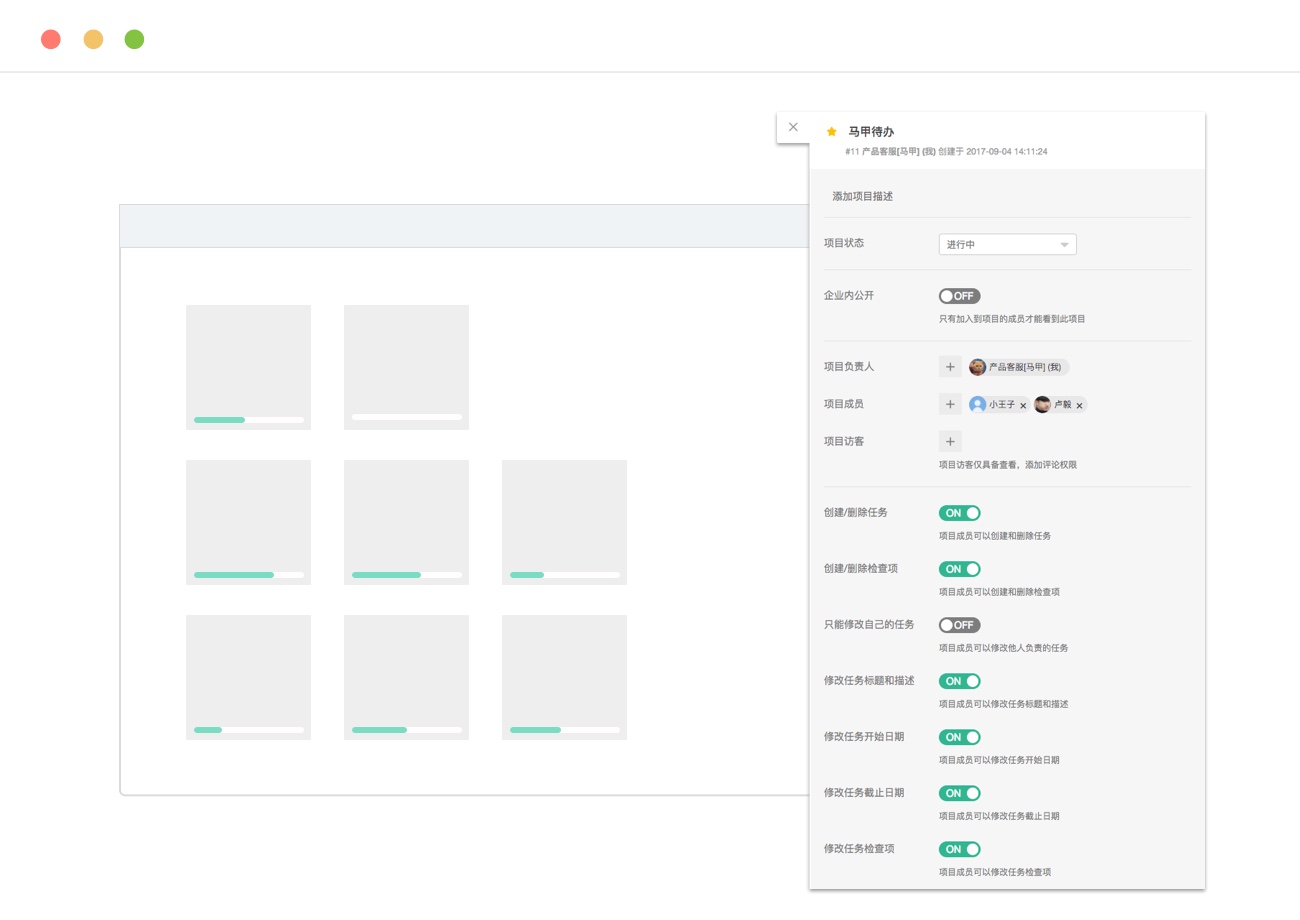 马甲待办
#11 产品客服[马甲] (我) 创建于 2017-09-04 14:11:24
添加项目描述
项目状态 进行中
企业内公开 OFF
只有加入到项目的成员才能看到此项目
项目负责人 + 产品客服[马甲] (我)
项目成员 + 小王子 × 卢毅 ×
项目访客 +
项目访客仅具备查看，添加评论权限
创建/删除任务 ON
项目成员可以创建和删除任务
创建/删除检查项 ON
项目成员可以创建和删除检查项
只能修改自己的任务 OFF
项目成员可以修改他人负责的任务
修改任务标题和描述 ON
项目成员可以修改任务标题和描述
修改任务开始日期 ON
项目成员可以修改任务开始日期
修改任务截止日期 ON
项目成员可以修改任务截止日期
修改任务检查项 ON
项目成员可以修改任务检查项